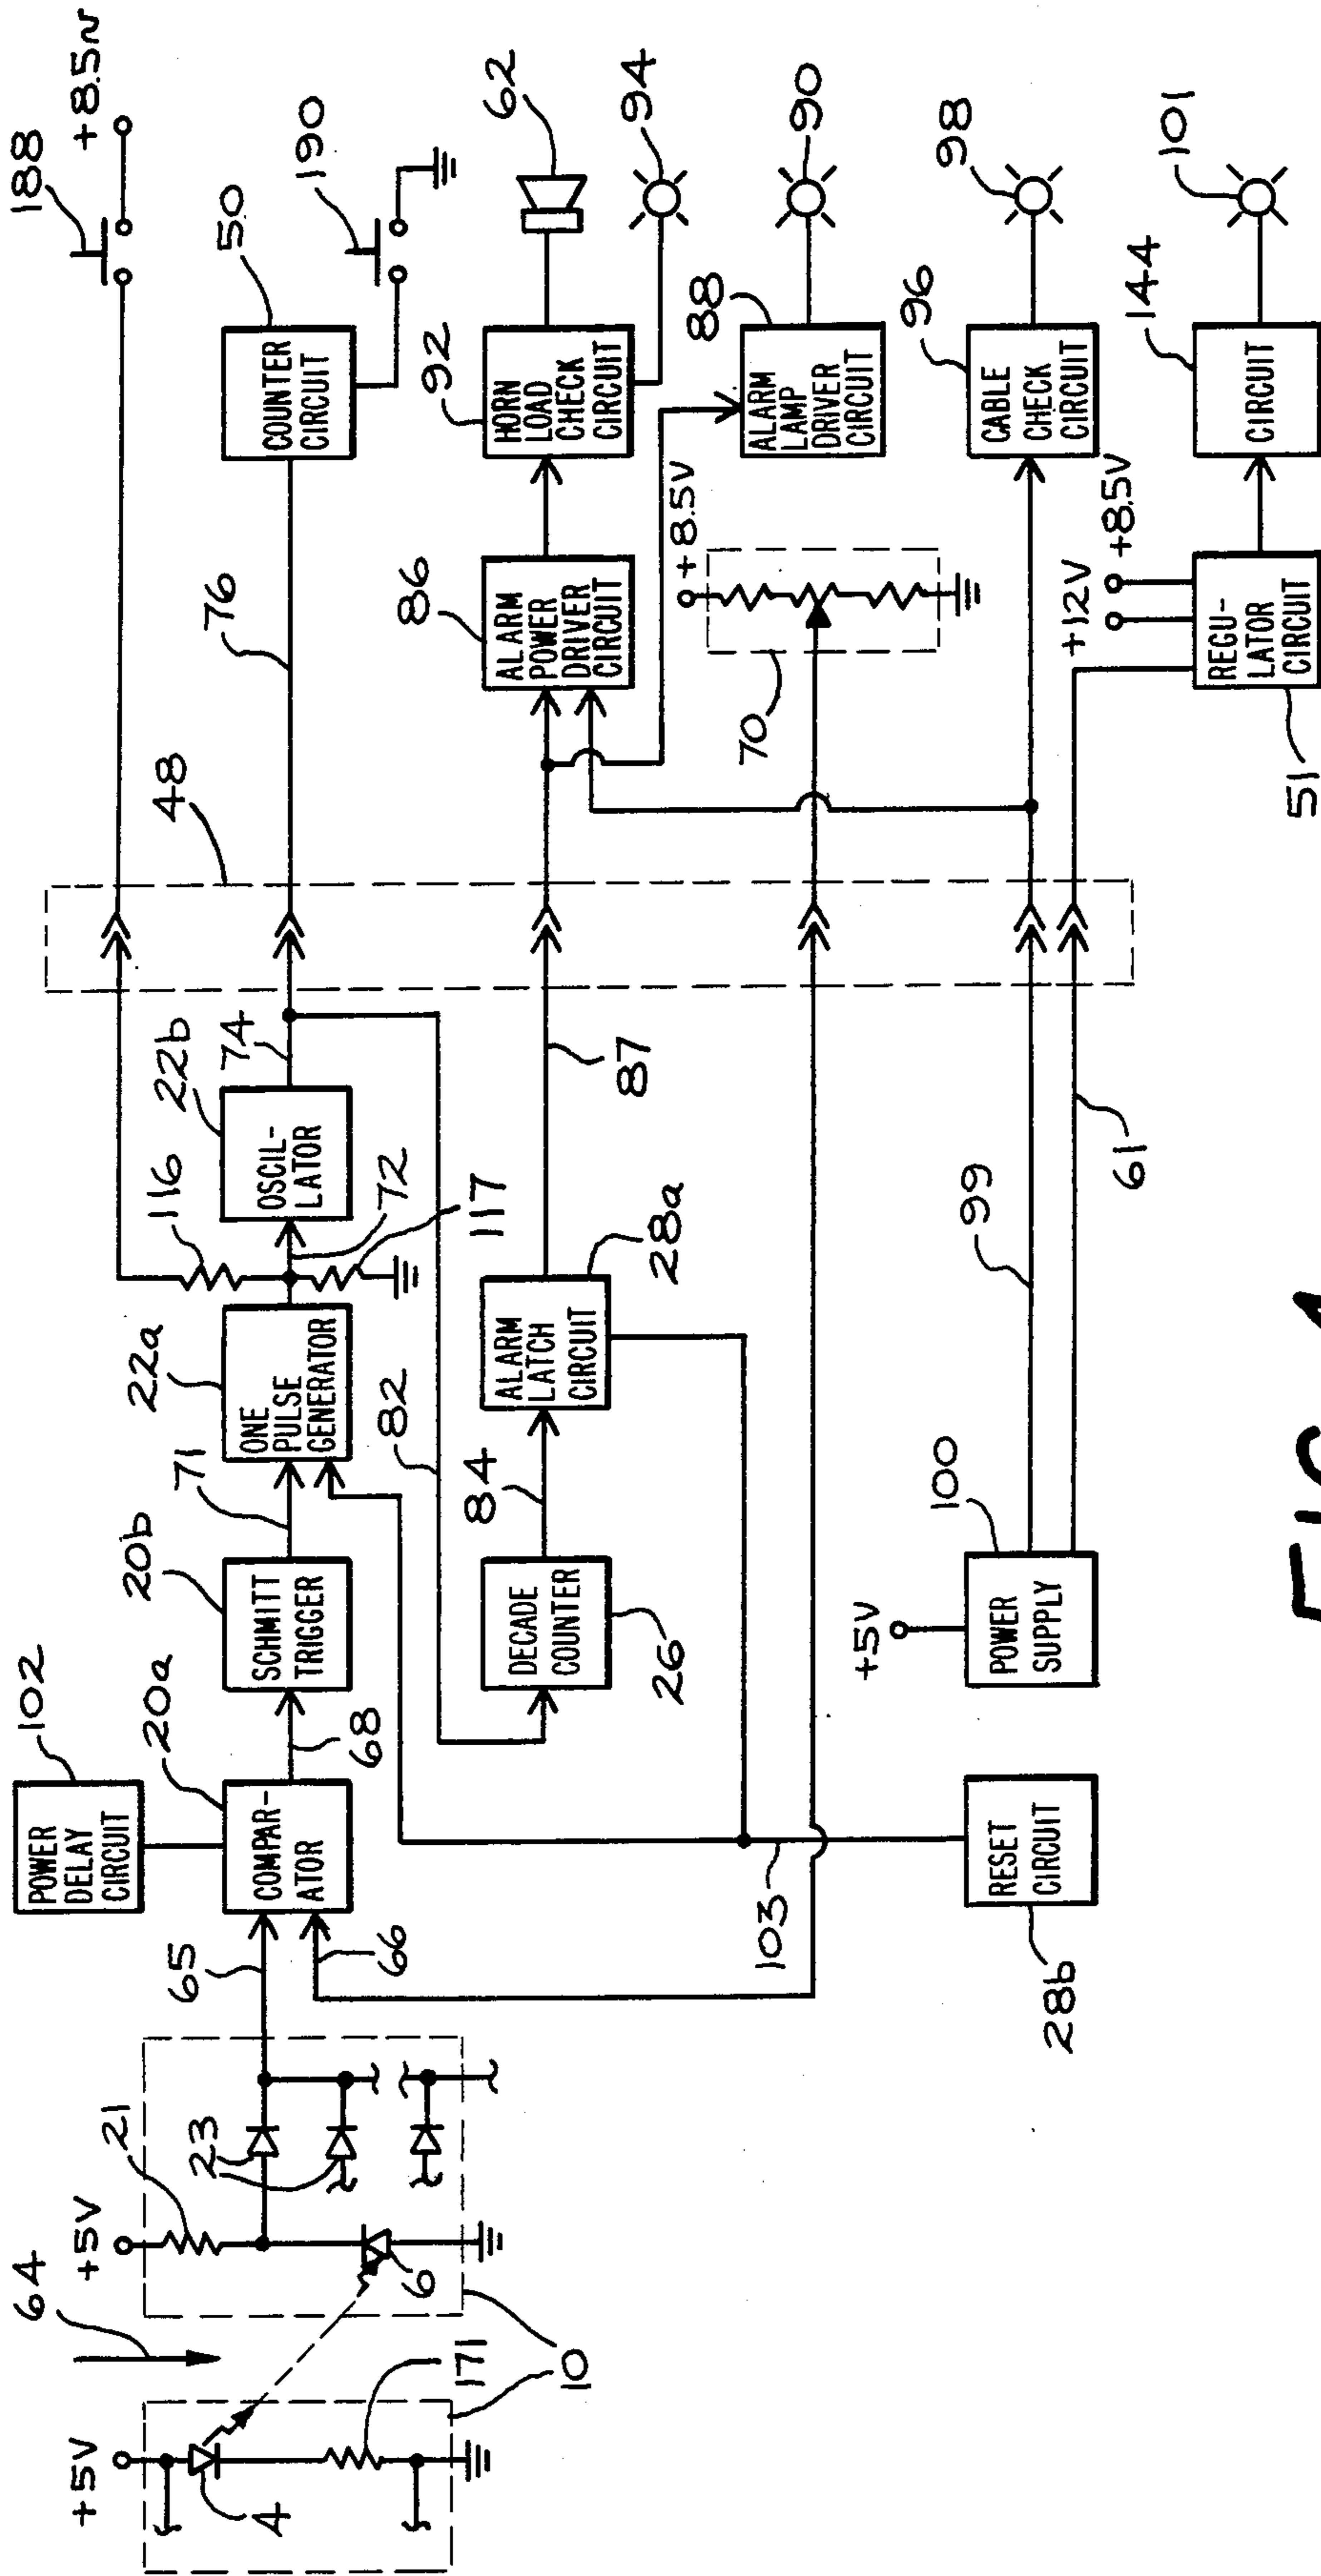 188
+8.5~
76
50
COUNTER
CIRCUIT
190
48
116
22b
74
OSCIL-
LATOR
72
117
22a
ONE
PULSE
GENERATOR
71
20b
SCHMITT
TRIGGER
102
POWER
DELAY
CIRCUIT
20a
COMPAR-
ATOR
68
65
66
64
+5V
21
23
6
+5V
4
171
10
82
84
DECADE
COUNTER
26
ALARM
LATCH
CIRCUIT
28a
87
86
ALARM
POWER
DRIVER
CIRCUIT
92
HORN
LOAD
CHECK
CIRCUIT
62
94
88
ALARM
LAMP
DRIVER
CIRCUIT
90
+8.5V
70
96
CABLE
CHECK
CIRCUIT
98
103
RESET
CIRCUIT
28b
+5V
100
POWER
SUPPLY
99
61
+12V
+8.5V
REGU-
LATOR
CIRCUIT
51
144
CIRCUIT
101